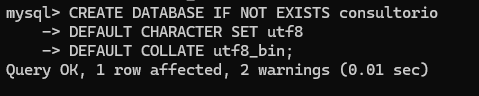 mysql> CREATE DATABASE IF NOT EXISTS consultorio
    -> DEFAULT CHARACTER SET utf8
    -> DEFAULT COLLATE utf8_bin;
Query OK, 1 row affected, 2 warnings (0.01 sec)